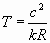 T = c²/kR